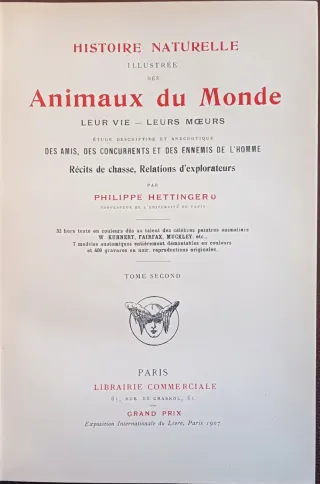 HISTOIRE NATURELLE
ILLUSTRÉE
DES
Animaux du Monde
LEUR VIE — LEURS MŒURS
ÉTUDE DESCRIPTIVE ET ANECDOTIQUE
DES AMIS, DES CONCURRENTS ET DES ENNEMIS DE L'HOMME
Récits de chasse, Relations d'explorateurs
PAR
PHILIPPE HETTINGER
PROFESSEUR DE L'UNIVERSITÉ DE PARIS
32 hors texte en couleurs dûs au talent des célèbres peintres animaliers
W. KUHNERT, FAIRFAX, MUCKLEY, etc.,
7 modèles anatomiques entièrement démontables en couleurs
et 400 gravures en noir, reproductions originales.
TOME SECOND
PARIS
LIBRAIRIE COMMERCIALE
RUE DE CHABROL
GRAND PRIX
Exposition Internationale du Livre, Paris 1907